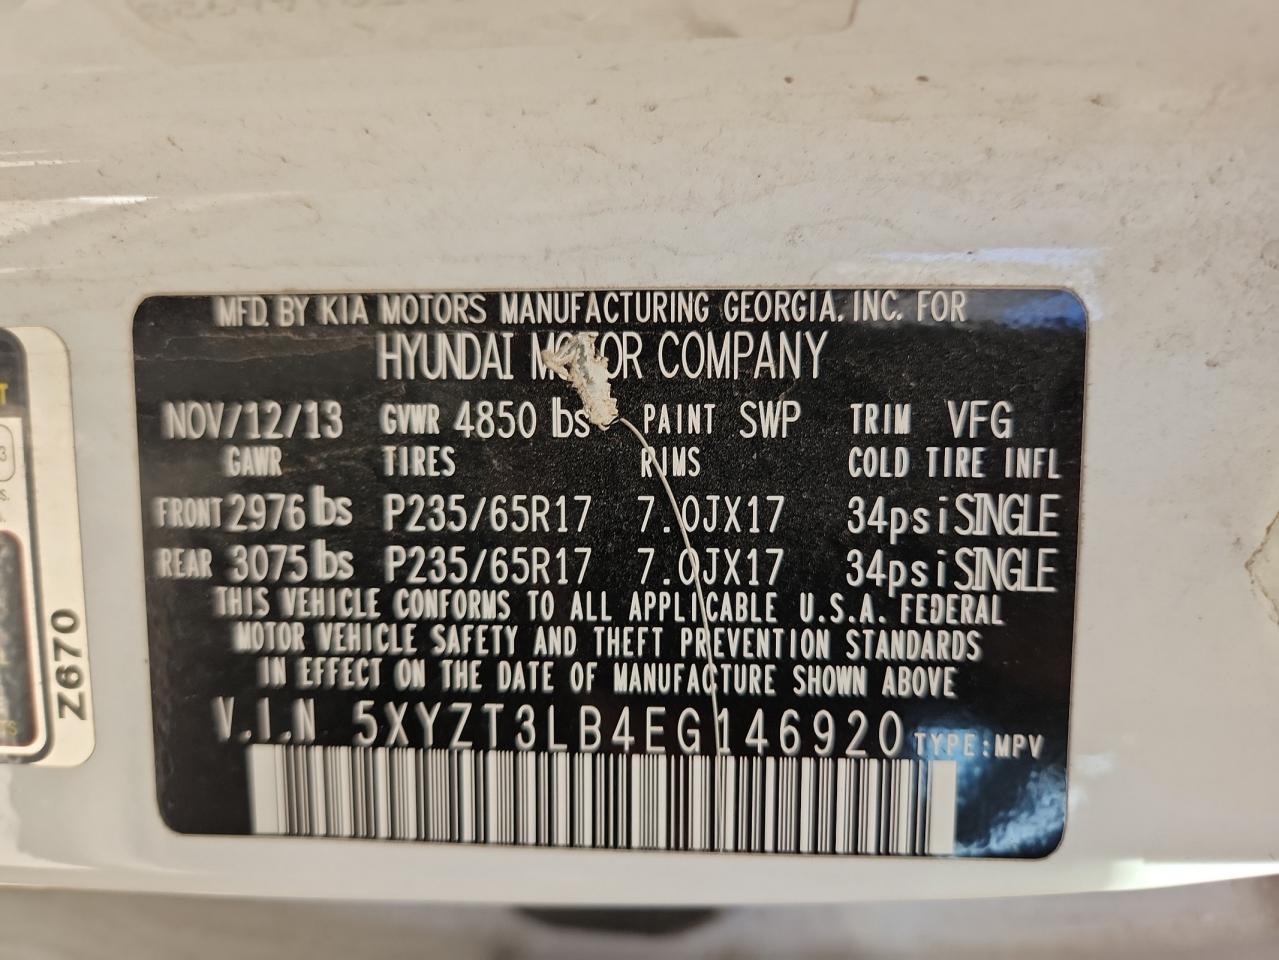 MFD. BY KIA MOTORS MANUFACTURING GEORGIA, INC. FOR
HYUNDAI MOTOR COMPANY
NOV/12/13 GVWR 4850 lbs PAINT SWP TRIM VFG
GAWR TIRES RIMS COLD TIRE INFL
FRONT 2976 lbs P235/65R17 7.0JX17 34psi SINGLE
REAR 3075 lbs P235/65R17 7.0JX17 34psi SINGLE
THIS VEHICLE CONFORMS TO ALL APPLICABLE U.S.A. FEDERAL
MOTOR VEHICLE SAFETY AND THEFT PREVENTION STANDARDS
IN EFFECT ON THE DATE OF MANUFACTURE SHOWN ABOVE
V.I.N 5XYZT3LB4EG146920 TYPE:MPV
Z670